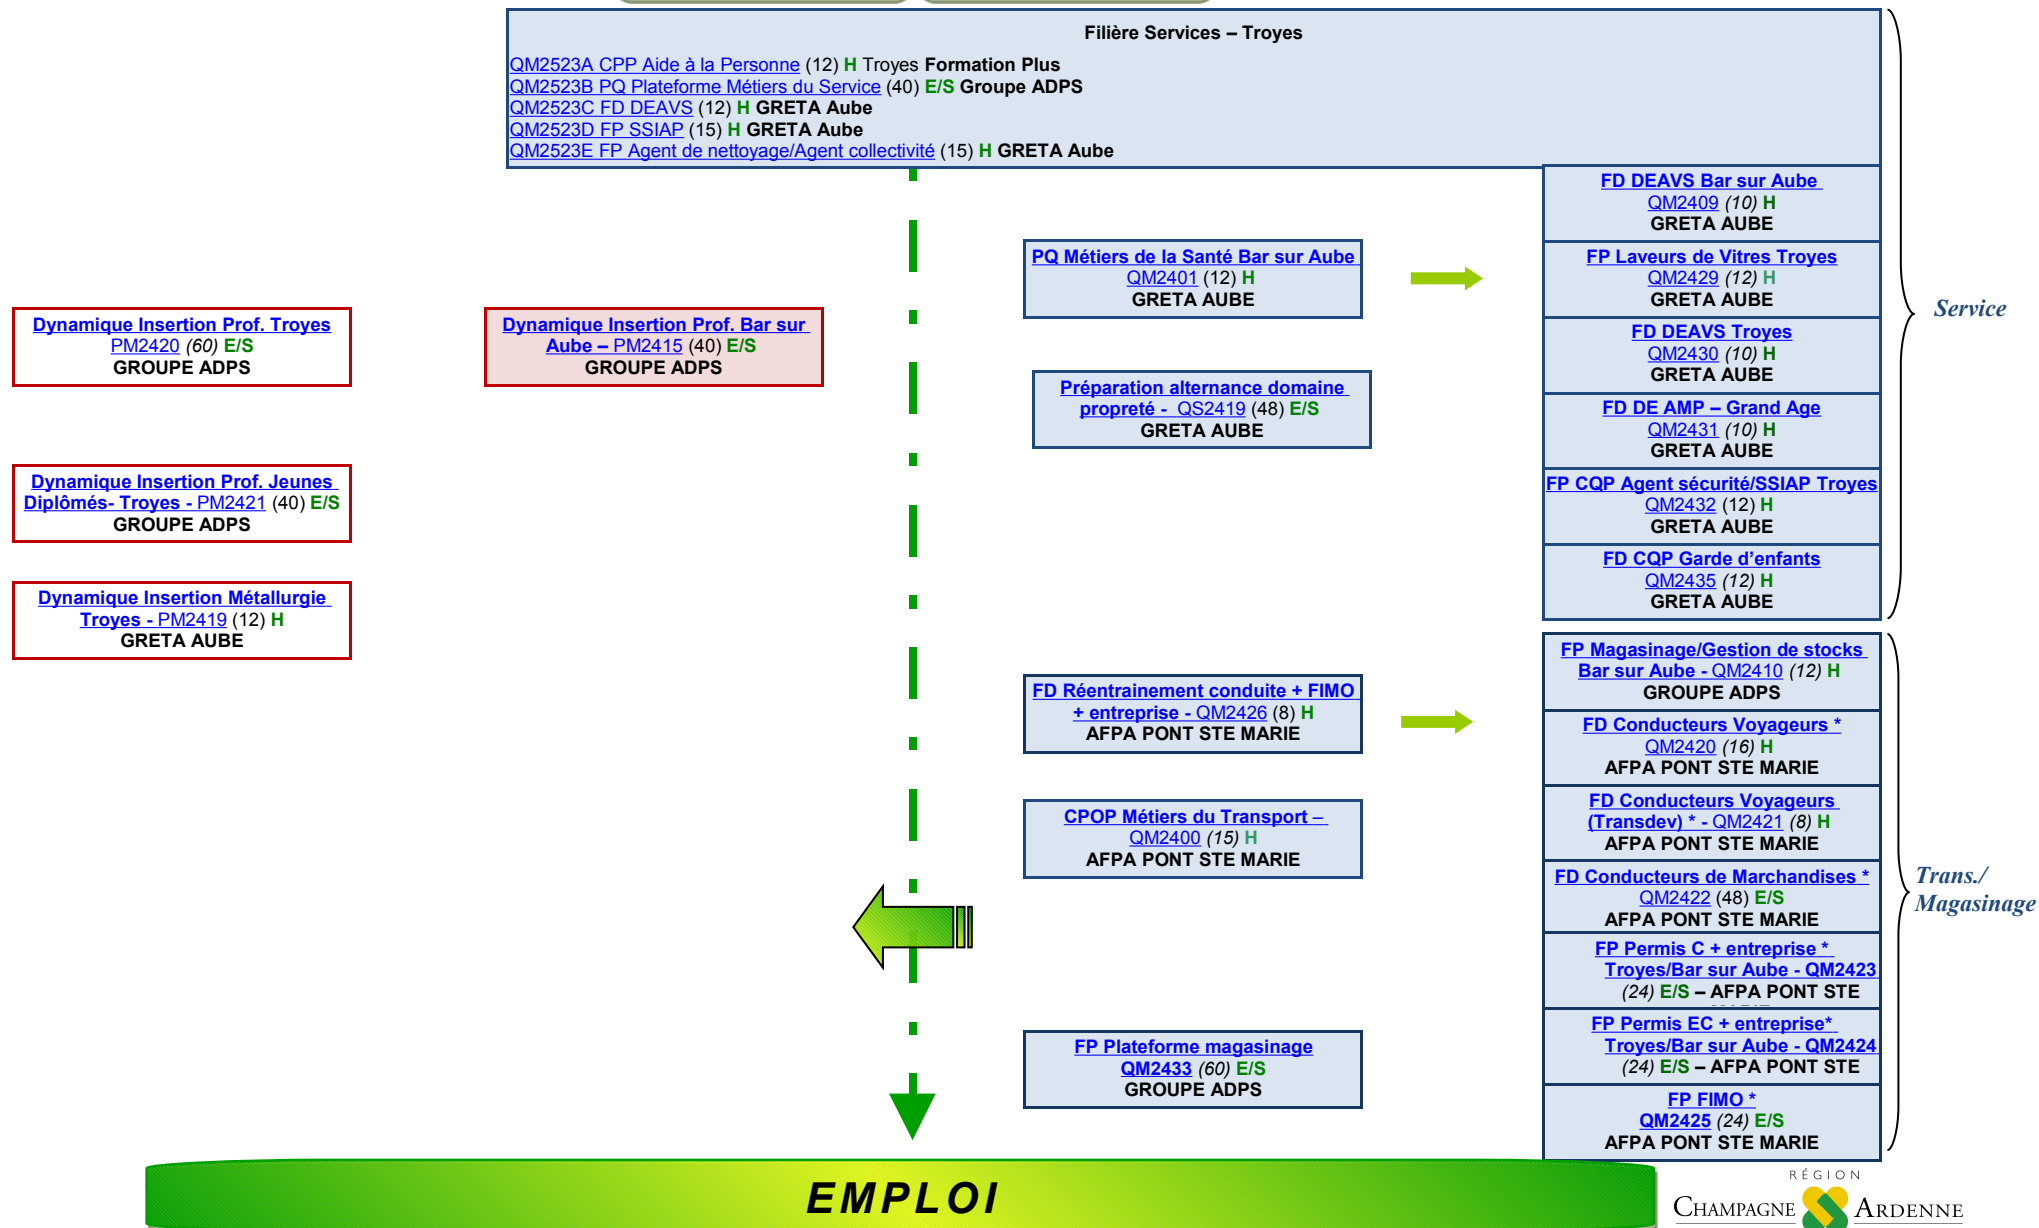 Filière Services – Troyes
QM2523A CPP Aide à la Personne (12) H Troyes Formation Plus
QM2523B PQ Plateforme Métiers du Service (40) E/S Groupe ADPS
QM2523C FD DEAVS (12) H GRETA Aube
QM2523D FP SSIAP (15) H GRETA Aube
QM2523E FP Agent de nettoyage/Agent collectivité (15) H GRETA Aube
Dynamique Insertion Prof. Troyes
PM2420 (60) E/S
GROUPE ADPS
Dynamique Insertion Prof. Jeunes
Diplômés- Troyes - PM2421 (40) E/S
GROUPE ADPS
Dynamique Insertion Métallurgie
Troyes - PM2419 (12) H
GRETA AUBE
Dynamique Insertion Prof. Bar sur
Aube – PM2415 (40) E/S
GROUPE ADPS
PQ Métiers de la Santé Bar sur Aube
QM2401 (12) H
GRETA AUBE
Préparation alternance domaine
propreté - QS2419 (48) E/S
GRETA AUBE
FD Réentrainement conduite + FIMO
+ entreprise - QM2426 (8) H
AFPA PONT STE MARIE
CPOP Métiers du Transport –
QM2400 (15) H
AFPA PONT STE MARIE
FP Plateforme magasinage
QM2433 (60) E/S
GROUPE ADPS
FD DEAVS Bar sur Aube
QM2409 (10) H
GRETA AUBE
FP Laveurs de Vitres Troyes
QM2429 (12) H
GRETA AUBE
FD DEAVS Troyes
QM2430 (10) H
GRETA AUBE
FD DE AMP – Grand Age
QM2431 (10) H
GRETA AUBE
FP CQP Agent sécurité/SSIAP Troyes
QM2432 (12) H
GRETA AUBE
FD CQP Garde d'enfants
QM2435 (12) H
GRETA AUBE
Service
FP Magasinage/Gestion de stocks
Bar sur Aube - QM2410 (12) H
GROUPE ADPS
FD Conducteurs Voyageurs *
QM2420 (16) H
AFPA PONT STE MARIE
FD Conducteurs Voyageurs
(Transdev) * - QM2421 (8) H
AFPA PONT STE MARIE
FD Conducteurs de Marchandises *
QM2422 (48) E/S
AFPA PONT STE MARIE
FP Permis C + entreprise *
Troyes/Bar sur Aube - QM2423
(24) E/S – AFPA PONT STE
FP Permis EC + entreprise*
Troyes/Bar sur Aube - QM2424
(24) E/S – AFPA PONT STE
FP FIMO *
QM2425 (24) E/S
AFPA PONT STE MARIE
Trans./
Magasinage
EMPLOI
RÉGION
CHAMPAGNE ARDENNE